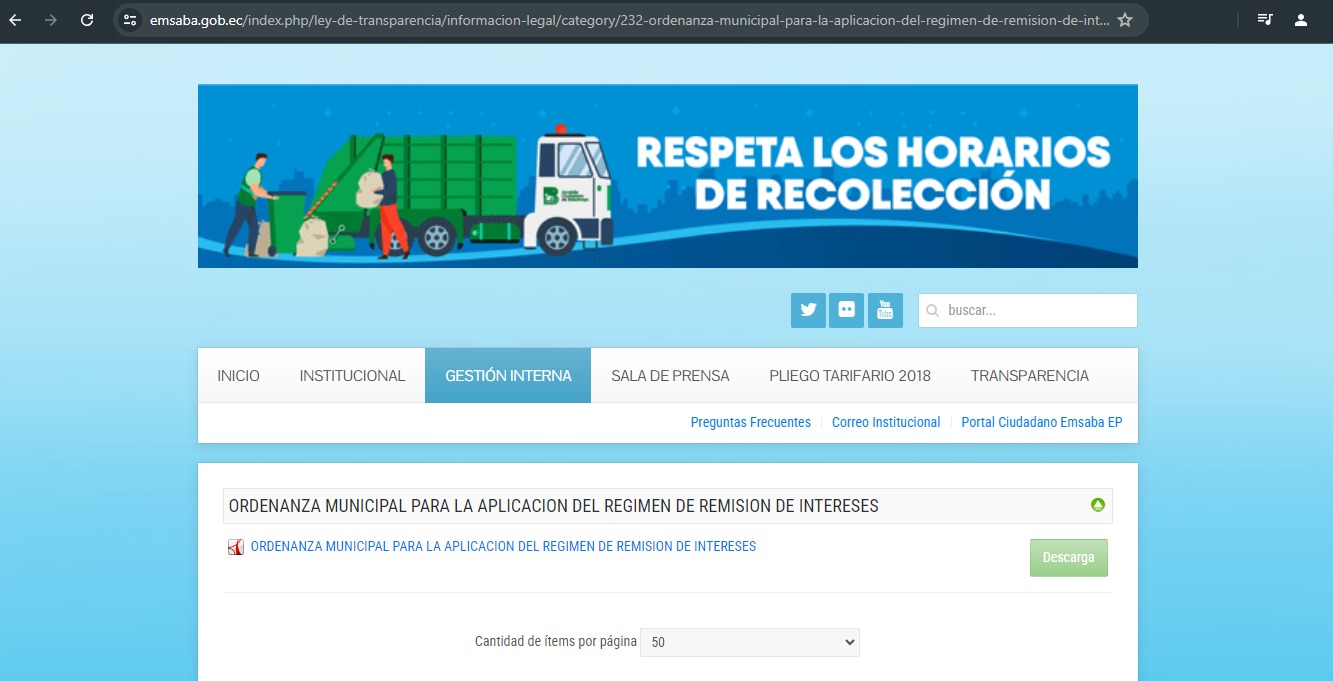 emsaba.gob.ec/index.php/ley-de-transparencia/informacion-legal/category/232-ordenanza-municipal-para-la-aplicacion-del-regimen-de-remision-de-int...
RESPETA LOS HORARIOS
DE RECOLECCIÓN
You
Tube
buscar...
INICIO INSTITUCIONAL GESTIÓN INTERNA SALA DE PRENSA PLIEGO TARIFARIO 2018 TRANSPARENCIA
Preguntas Frecuentes Correo Institucional Portal Ciudadano Emsaba EP
ORDENANZA MUNICIPAL PARA LA APLICACION DEL REGIMEN DE REMISION DE INTERESES
ORDENANZA MUNICIPAL PARA LA APLICACION DEL REGIMEN DE REMISION DE INTERESES
Descarga
Cantidad de ítems por página 50